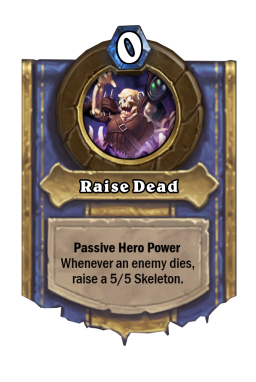 0
Raise Dead
Passive Hero Power
Whenever an enemy dies,
raise a 5/5 Skeleton.